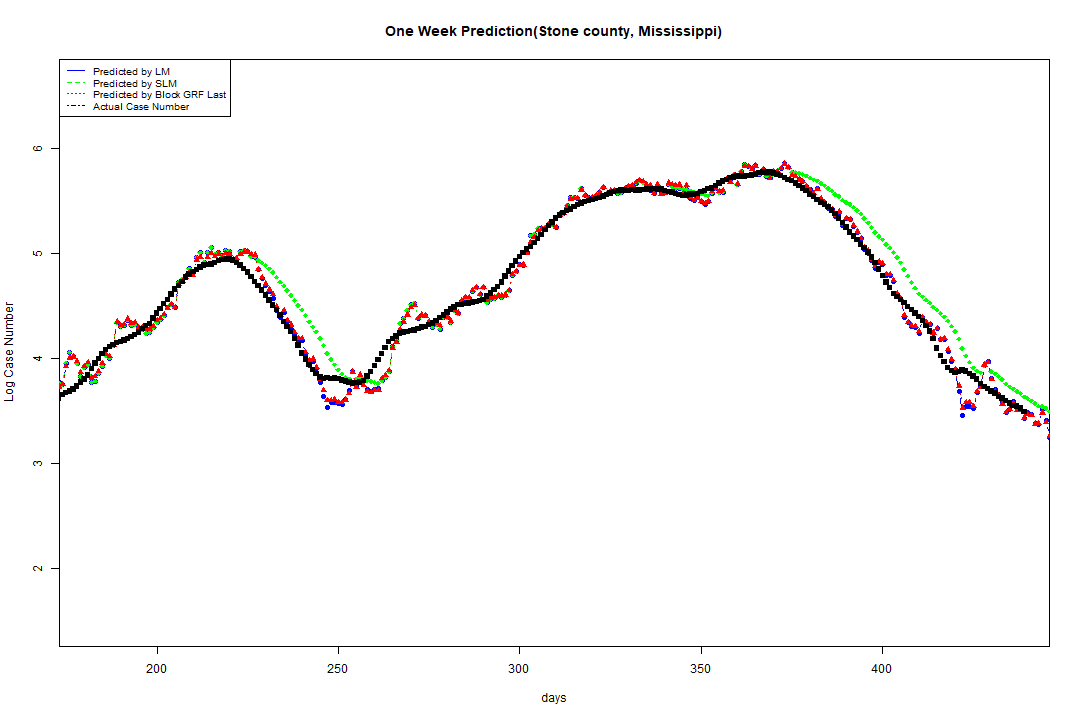 One Week Prediction(Stone county, Mississippi)
Predicted by LM
Predicted by SLM
Predicted by Block GRF Last
Actual Case Number
6
5
4
3
2
Log Case Number
200 250 300 350 400
days